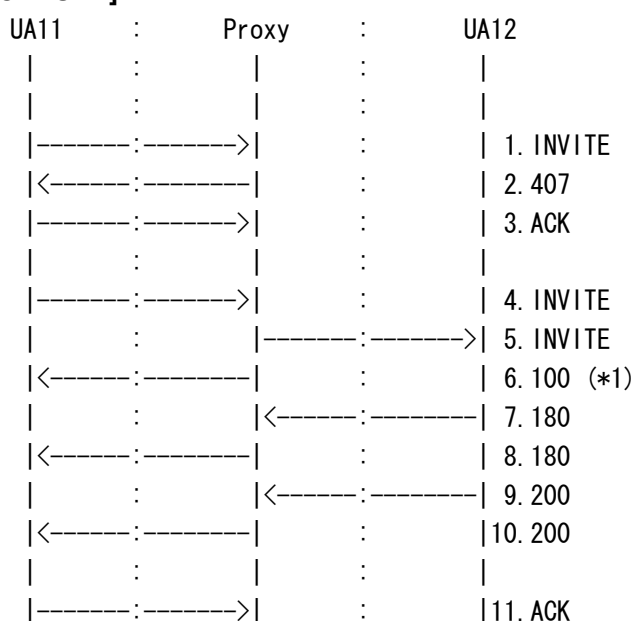 UA11 : Proxy : UA12
| : | : |
| : | : |
|-------:------->| : | 1. INVITE
|<------:--------| : | 2. 407
|-------:------->| : | 3. ACK
| : | : |
|-------:------->| : | 4. INVITE
| : |-------:------->| 5. INVITE
|<------:--------| : | 6. 100 (*1)
| : |<------:--------| 7. 180
|<------:--------| : | 8. 180
| : |<------:--------| 9. 200
|<------:--------| : |10. 200
| : | : |
|-------:------->| : |11. ACK